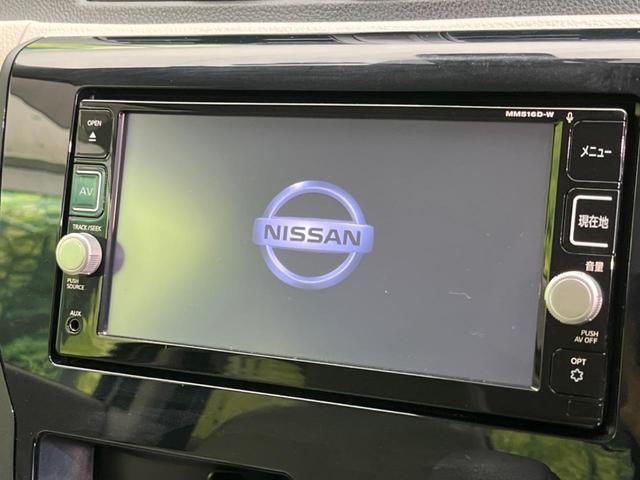 MM516D-W
OPEN
AV
TRACK/SEEK
PUSH
SOURCE
AUX
NISSAN
メニュー
現在地
音量
PUSH
AV OFF
OPT